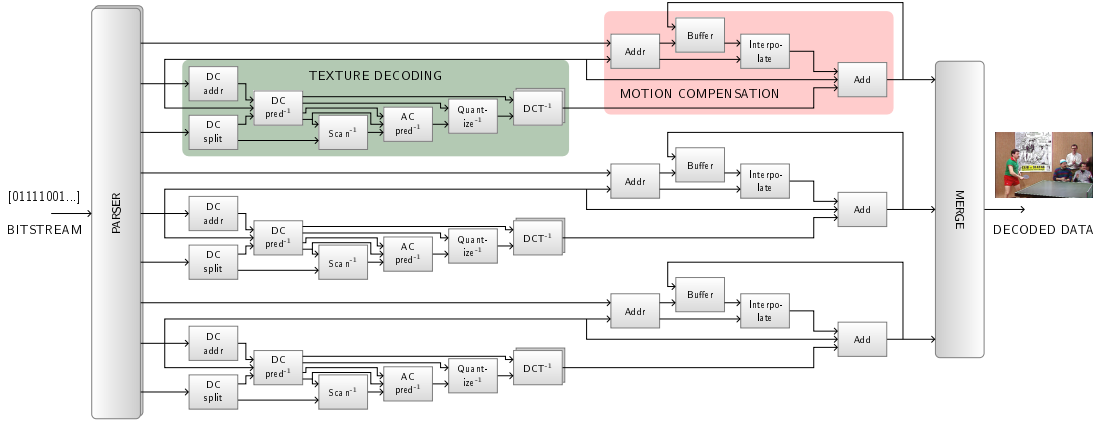 [01111001...]
BITSTREAM
PARSER
TEXTURE DECODING
DC
addr
DC
split
DC
pred⁻¹
Scan⁻¹
AC
pred⁻¹
Quant-
ize⁻¹
DCT⁻¹
MOTION COMPENSATION
Addr
Buffer
Interpo-
late
Add
DC
addr
DC
split
DC
pred⁻¹
Scan⁻¹
AC
pred⁻¹
Quant-
ize⁻¹
DCT⁻¹
Addr
Buffer
Interpo-
late
Add
DC
addr
DC
split
DC
pred⁻¹
Scan⁻¹
AC
pred⁻¹
Quant-
ize⁻¹
DCT⁻¹
Addr
Buffer
Interpo-
late
Add
MERGE
DECODED DATA